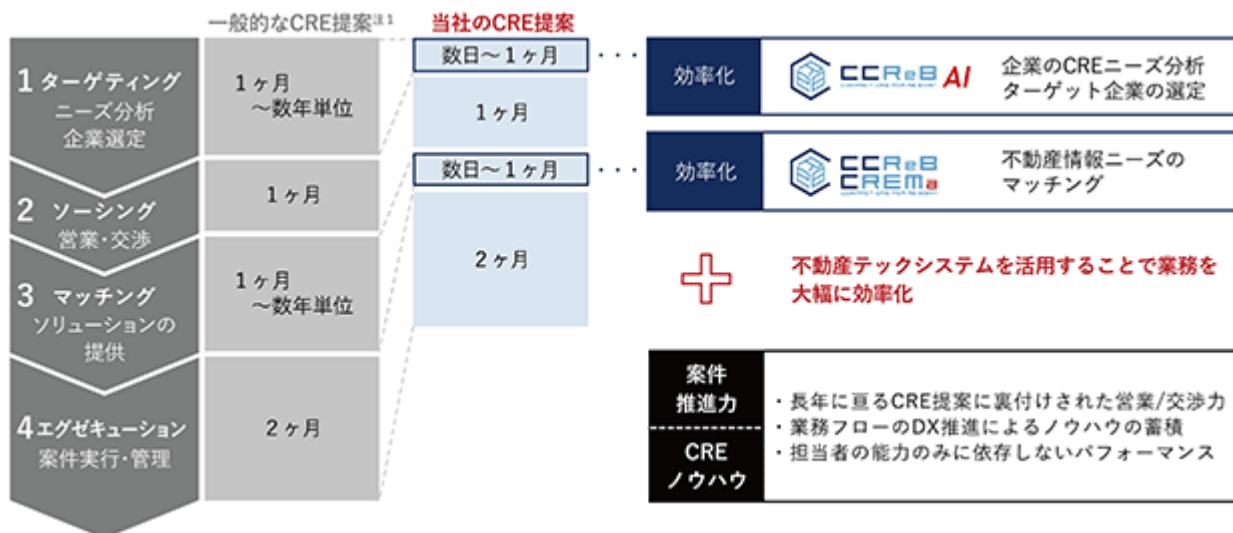 一般的なCRE提案注1
当社のCRE提案
1 ターゲティング
ニーズ分析
企業選定
2 ソーシング
営業・交渉
3 マッチング
ソリューションの
提供
4 エグゼキューション
案件実行・管理
1ヶ月
～数年単位
1ヶ月
1ヶ月
～数年単位
2ヶ月
数日～1ヶ月
1ヶ月
数日～1ヶ月
2ヶ月
効率化
CCReB AI
企業のCREニーズ分析
ターゲット企業の選定
効率化
CCReB
CREMa
不動産情報ニーズの
マッチング
不動産テックシステムを活用することで業務を
大幅に効率化
案件
推進力
CRE
ノウハウ
・長年に亘るCRE提案に裏付けされた営業/交渉力
・業務フローのDX推進によるノウハウの蓄積
・担当者の能力のみに依存しないパフォーマンス